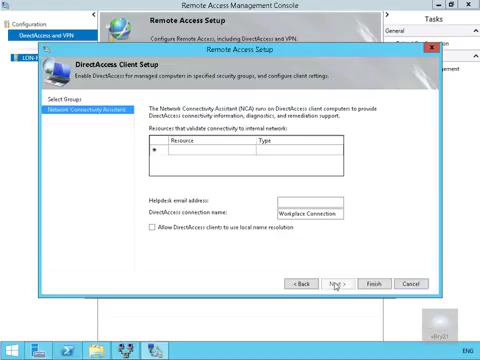 Remote Access Management Console
Configuration:
DirectAccess and VPN
Remote Access Setup
Configure Remote Access, including DirectAccess and VPN.
Tasks
General
Remote Access Setup
DirectAccess Client Setup
Enable DirectAccess for managed computers in specified security groups, and configure client settings.
Select Groups
Network Connectivity Assistant
The Network Connectivity Assistant (NCA) runs on DirectAccess client computers to provide
DirectAccess connectivity information, diagnostics, and remediation support.
Resources that validate connectivity to internal network:
Resource Type
Helpdesk email address:
DirectAccess connection name: Workplace Connection
Allow DirectAccess clients to use local name resolution
< Back Next > Finish Cancel
xBry21
ENG